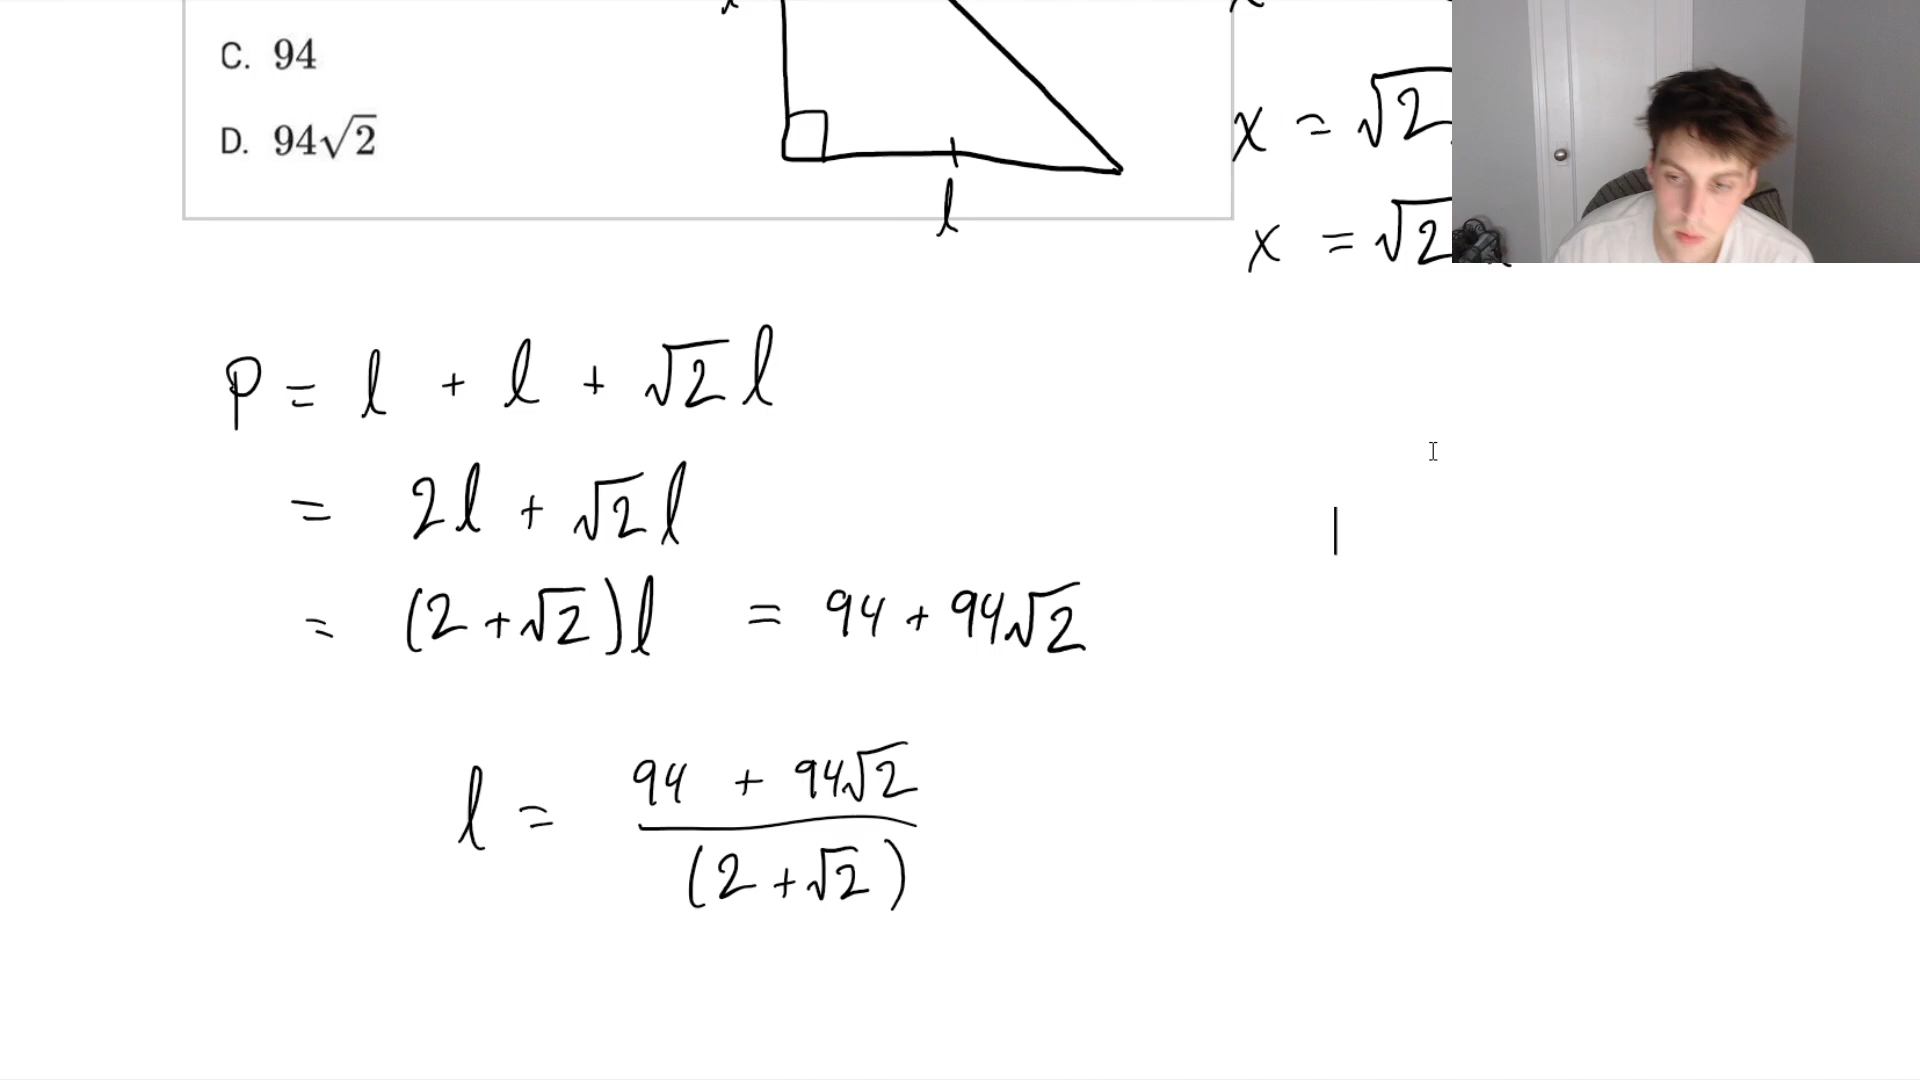 C. 94
D. 94√2
x = √2
l
x = √2
P = l + l + √2 l
= 2l + √2 l
= (2 + √2) l = 94 + 94√2
l = 94 + 94√2
(2 + √2)